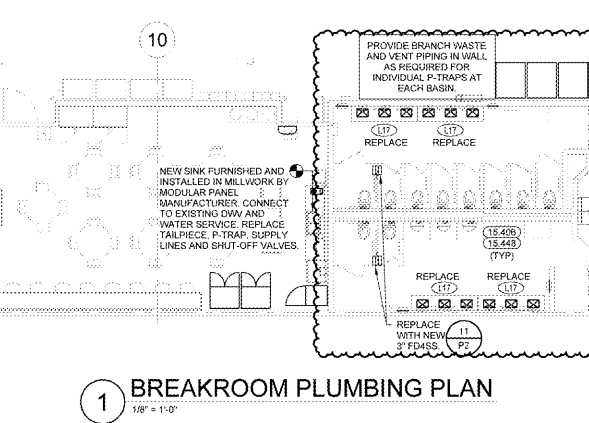 10
PROVIDE BRANCH WASTE
AND VENT PIPING IN WALL
AS REQUIRED FOR
INDIVIDUAL P-TRAPS AT
EACH BASIN.
L17
REPLACE
L17
REPLACE
NEW SINK FURNISHED AND
INSTALLED IN MILLWORK BY
MODULAR PANEL
MANUFACTURER. CONNECT
TO EXISTING DWV AND
WATER SERVICE. REPLACE
TAILPIECE, P-TRAP, SUPPLY
LINES AND SHUT-OFF VALVES.
15.406
15.448
(TYP)
REPLACE
L17
REPLACE
L17
REPLACE
WITH NEW
3" FD4SS.
11
P2
1
BREAKROOM PLUMBING PLAN
1/8" = 1'-0"